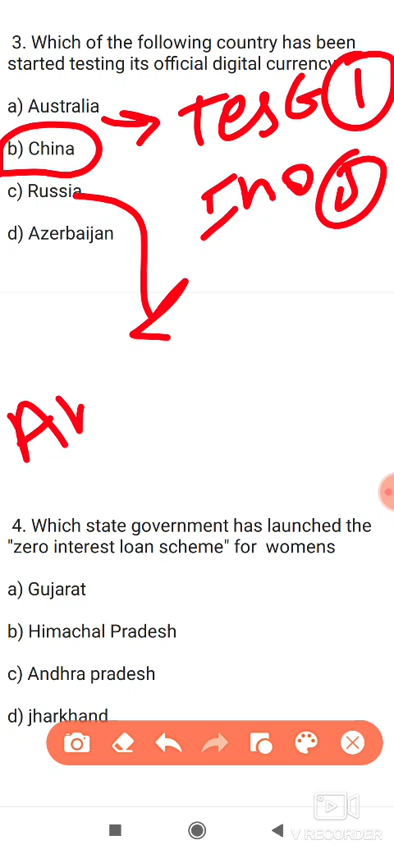 3. Which of the following country has been
started testing its official digital currency
a) Australia
b) China
c) Russia
d) Azerbaijan
4. Which state government has launched the
"zero interest loan scheme" for womens
a) Gujarat
b) Himachal Pradesh
c) Andhra pradesh
d) jharkhand
V RECORDER